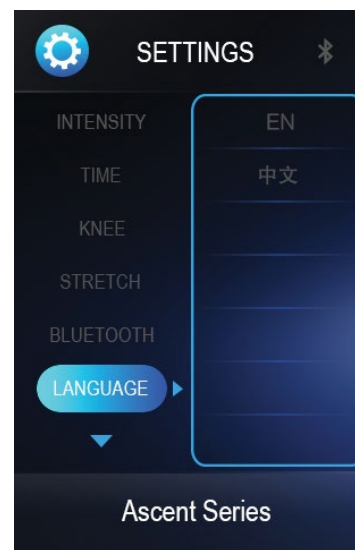 SETTINGS
INTENSITY
TIME
KNEE
STRETCH
BLUETOOTH
LANGUAGE
EN
中文
Ascent Series